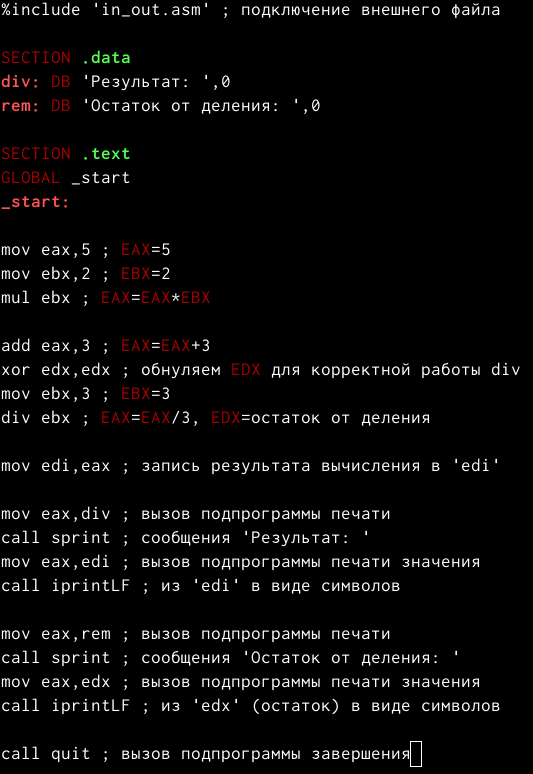 %include 'in_out.asm' ; подключение внешнего файла
SECTION .data
div: DB 'Результат: ',0
rem: DB 'Остаток от деления: ',0
SECTION .text
GLOBAL _start
_start:
mov eax,5 ; EAX=5
mov ebx,2 ; EBX=2
mul ebx ; EAX=EAX*EBX
add eax,3 ; EAX=EAX+3
xor edx,edx ; обнуляем EDX для корректной работы div
mov ebx,3 ; EBX=3
div ebx ; EAX=EAX/3, EDX=остаток от деления
mov edi,eax ; запись результата вычисления в 'edi'
mov eax,div ; вызов подпрограммы печати
call sprint ; сообщения 'Результат: '
mov eax,edi ; вызов подпрограммы печати значения
call iprintLF ; из 'edi' в виде символов
mov eax,rem ; вызов подпрограммы печати
call sprint ; сообщения 'Остаток от деления: '
mov eax,edx ; вызов подпрограммы печати значения
call iprintLF ; из 'edx' (остаток) в виде символов
call quit ; вызов подпрограммы завершения